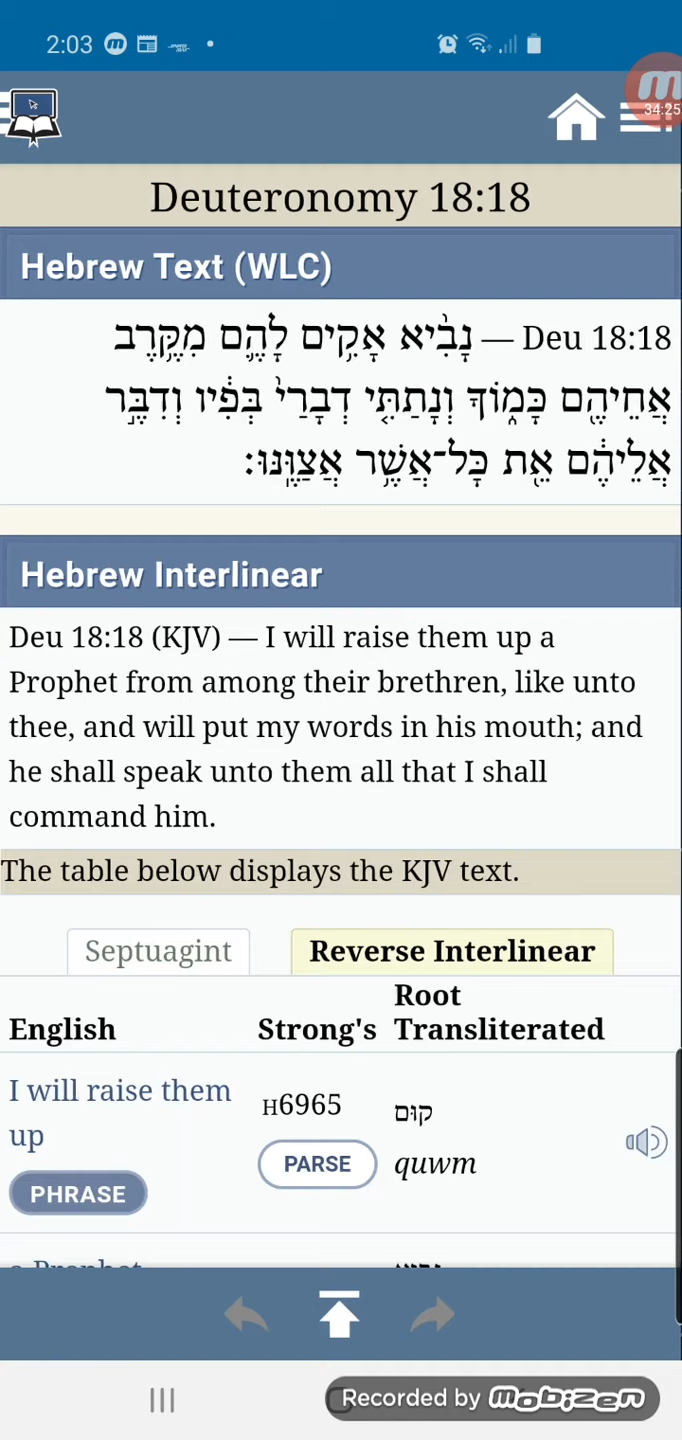 2:03
34:25
Deuteronomy 18:18
Hebrew Text (WLC)
Deu 18:18 — נָבִ֨יא אָקִ֥ים לָהֶ֛ם מִקֶּ֥רֶב
אֲחֵיהֶ֖ם כָּמ֑וֹךָ וְנָתַתִּ֤י דְבָרַי֙ בְּפִ֔יו וְדִבֶּ֣ר
אֲלֵיהֶ֔ם אֵ֖ת כָּל־אֲשֶׁ֥ר אֲצַוֶּֽנּוּ׃
Hebrew Interlinear
Deu 18:18 (KJV) — I will raise them up a
Prophet from among their brethren, like unto
thee, and will put my words in his mouth; and
he shall speak unto them all that I shall
command him.
The table below displays the KJV text.
Septuagint Reverse Interlinear
English Strong's Root
Transliterated
I will raise them
up
PHRASE
H6965
PARSE
קוּם
quwm
a Prophet
Recorded by mobizen